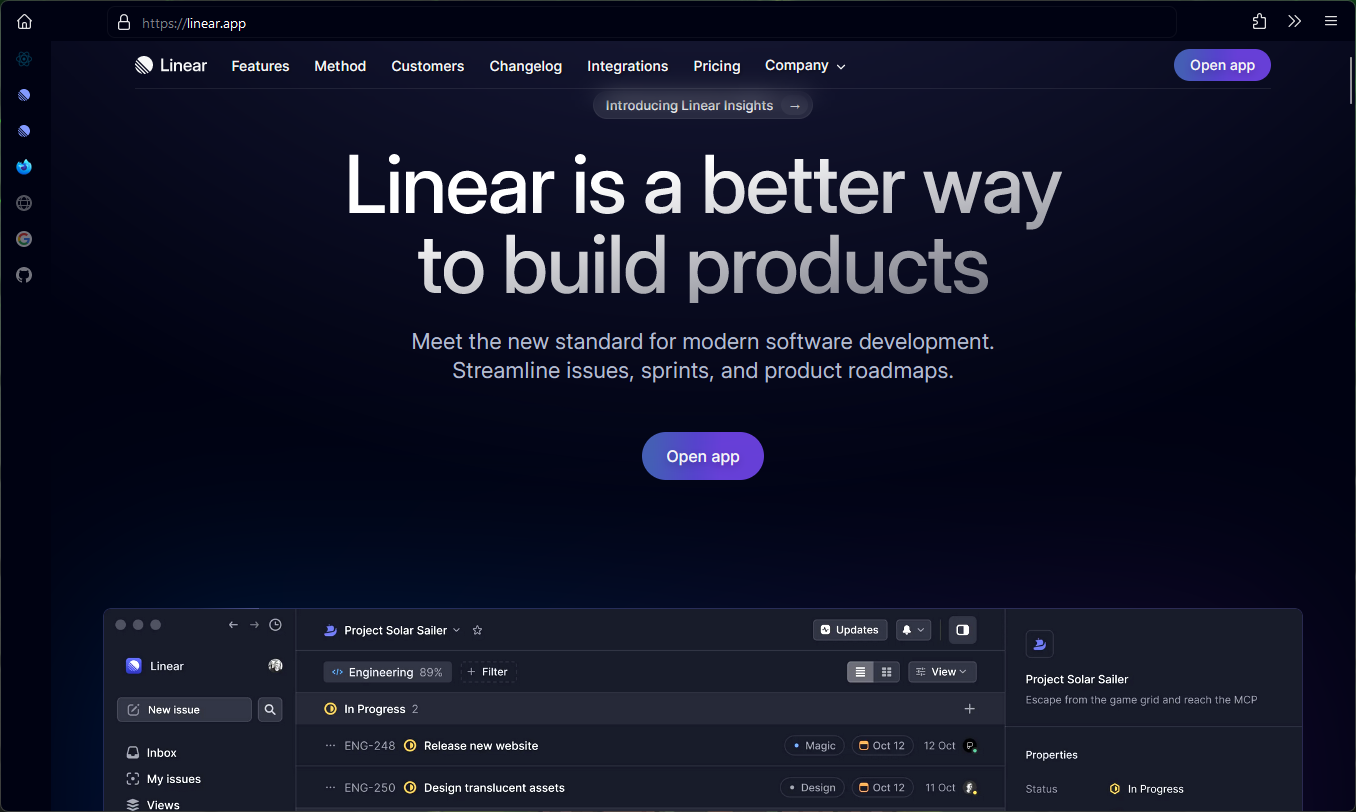 https://linear.app
Linear
Features
Method
Customers
Changelog
Integrations
Pricing
Company
Open app
Introducing Linear Insights →
Linear is a better way
to build products
Meet the new standard for modern software development.
Streamline issues, sprints, and product roadmaps.
Open app
Linear
New issue
Inbox
My issues
Views
Project Solar Sailer
Updates
Engineering 89%
+ Filter
View
In Progress 2
ENG-248 Release new website Magic Oct 12 12 Oct
ENG-250 Design translucent assets Design Oct 12 11 Oct
Project Solar Sailer
Escape from the game grid and reach the MCP
Properties
Status In Progress